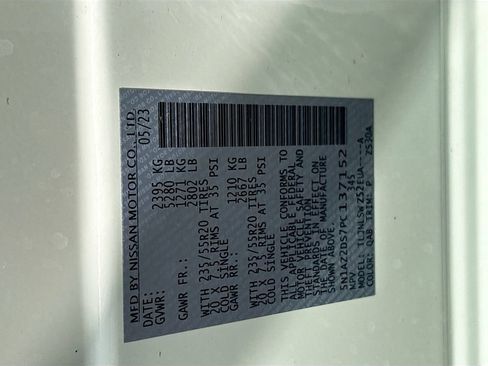 MFD BY NISSAN MOTOR CO., LTD.
DATE: 05/23
GVWR: 2395 KG
5280 LB
GAWR FR.: 1271 KG
2802 LB
WITH 235/55R20 TIRES
20 X 7.5 RIMS AT 35 PSI
COLD SINGLE
GAWR RR.: 1210 KG
2667 LB
WITH 235/55R20 TIRES
20 X 7.5 RIMS AT 35 PSI
COLD SINGLE
THIS VEHICLE CONFORMS TO
ALL APPLICABLE FEDERAL
MOTOR VEHICLE SAFETY AND
THEFT PREVENTION
STANDARDS IN EFFECT ON
THE DATE OF MANUFACTURE
SHOWN ABOVE.
5N1AZ2DS7PC137152
MPV 345
COLOR: QAB TRIM: P